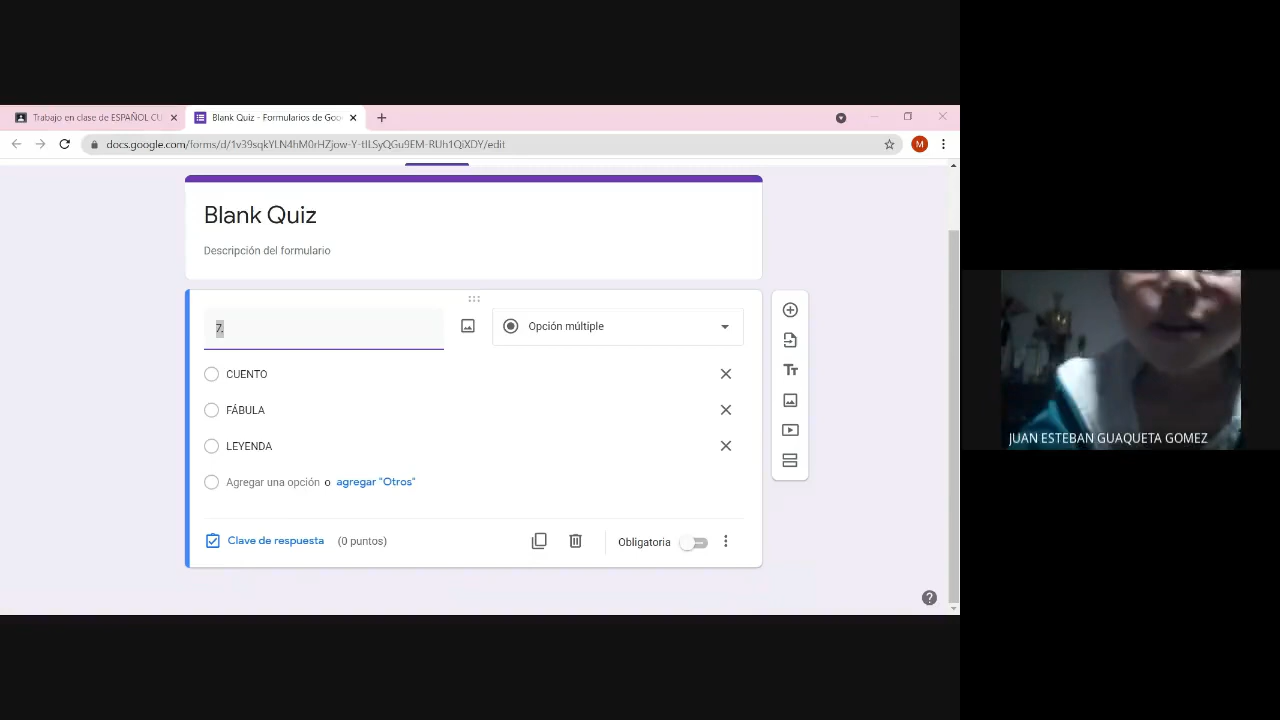 Trabajo en clase de ESPAÑOL CU
Blank Quiz - Formularios de Goo
docs.google.com/forms/d/1v39sqkYLN4hM0rHZjow-Y-tlLSyQGu9EM-RUh1QiXDY/edit
M
Blank Quiz
Descripción del formulario
7.
Opción múltiple
CUENTO
FÁBULA
LEYENDA
Agregar una opción o agregar "Otros"
Clave de respuesta (0 puntos)
Obligatoria
JUAN ESTEBAN GUAQUETA GOMEZ